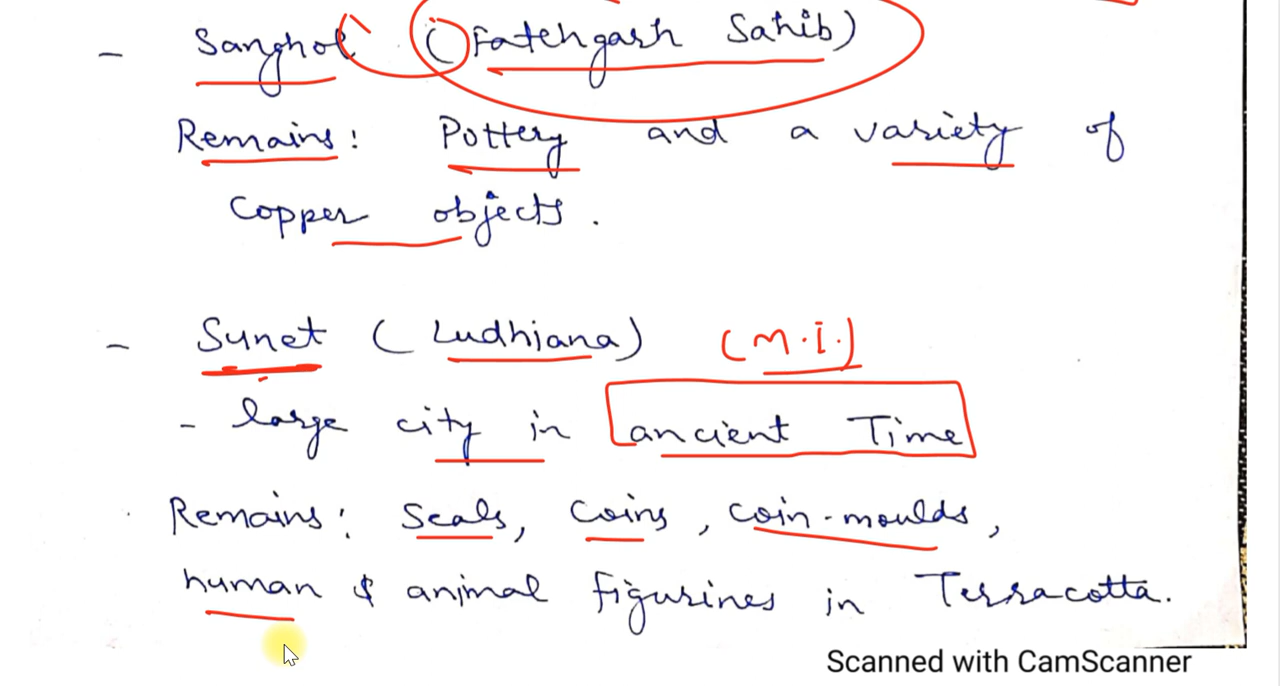 - Sanghol (Fatehgarh Sahib)
Remains: Pottery and a variety of
Copper objects.
- Sunet (Ludhiana) (M.I.)
- large city in ancient Time
Remains: Seals, Coins, coin-moulds,
human & animal figurines in Terracotta.
Scanned with CamScanner